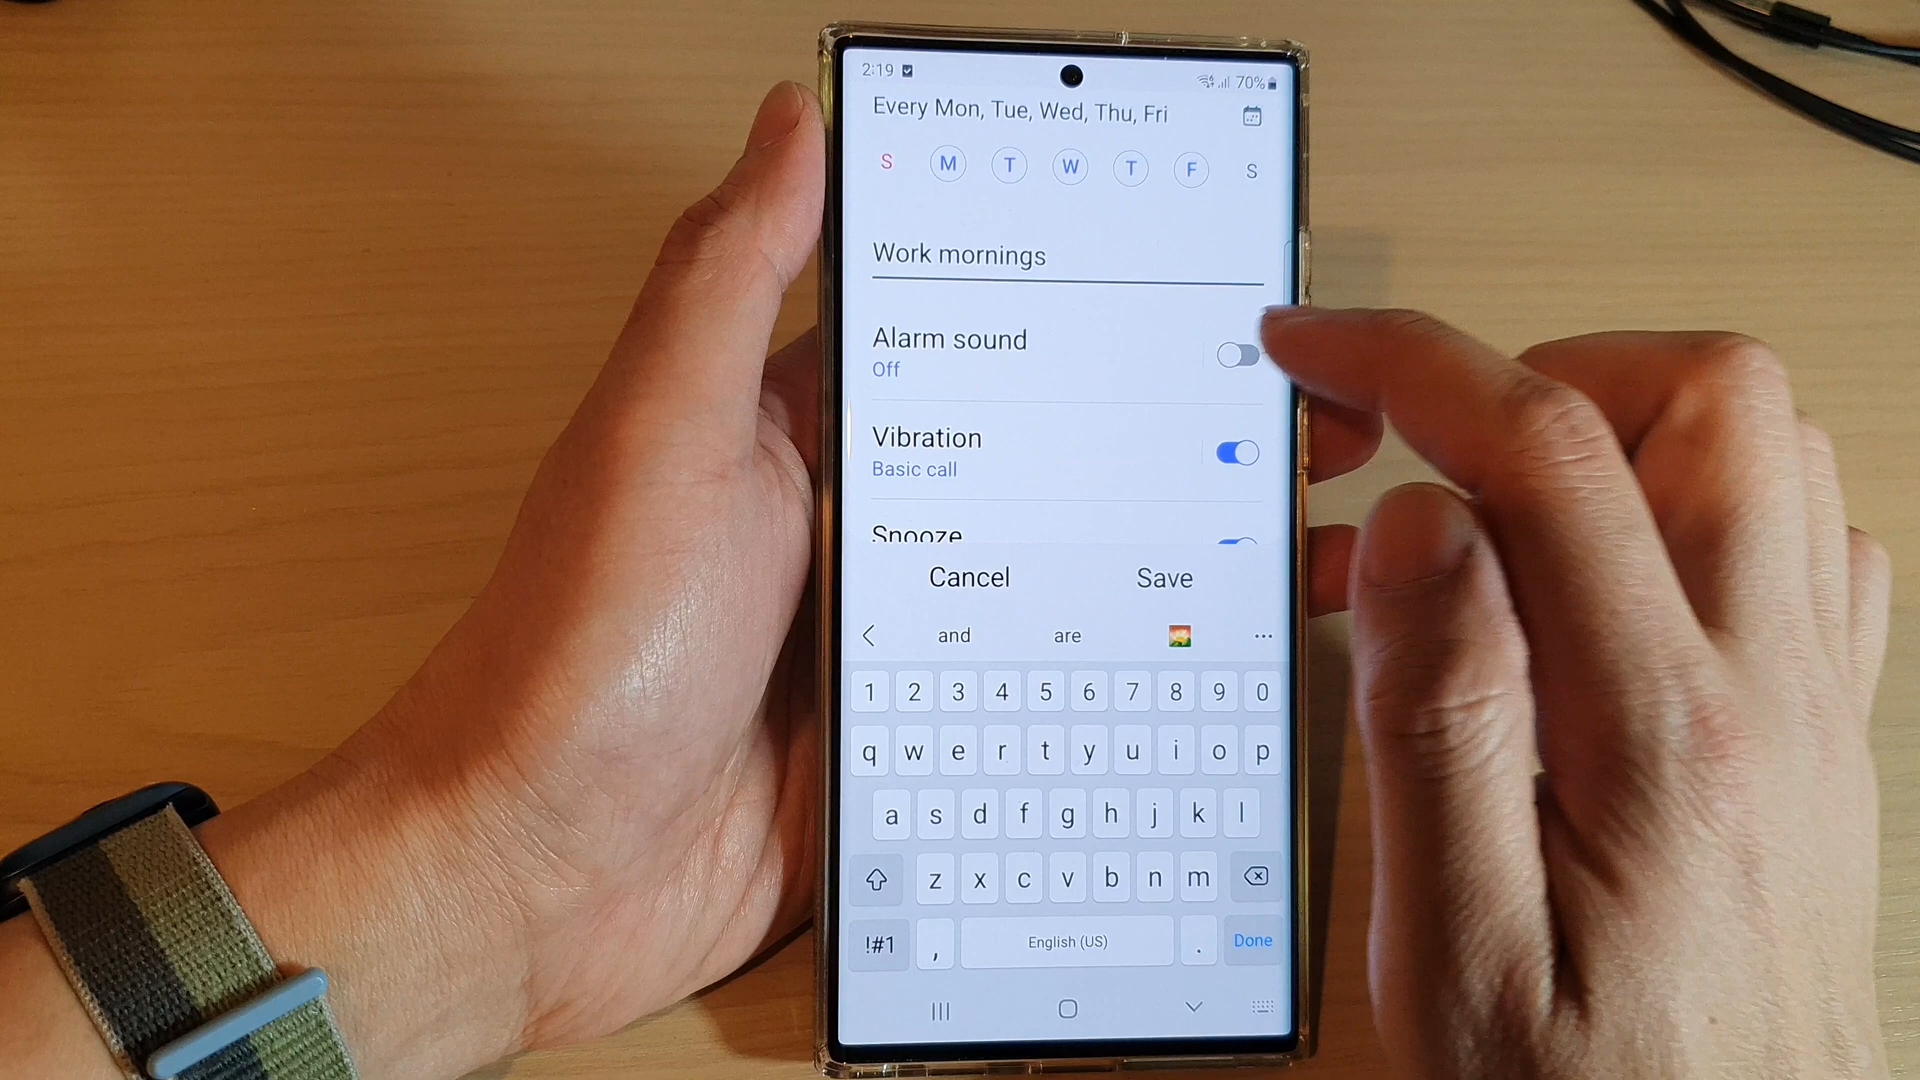 2:19 70%
Every Mon, Tue, Wed, Thu, Fri
S M T W T F S
Work mornings
Alarm sound
Off
Vibration
Basic call
Snooze
Cancel Save
and are
1 2 3 4 5 6 7 8 9 0
q w e r t y u i o p
a s d f g h j k l
z x c v b n m
!#1 , English (US) . Done